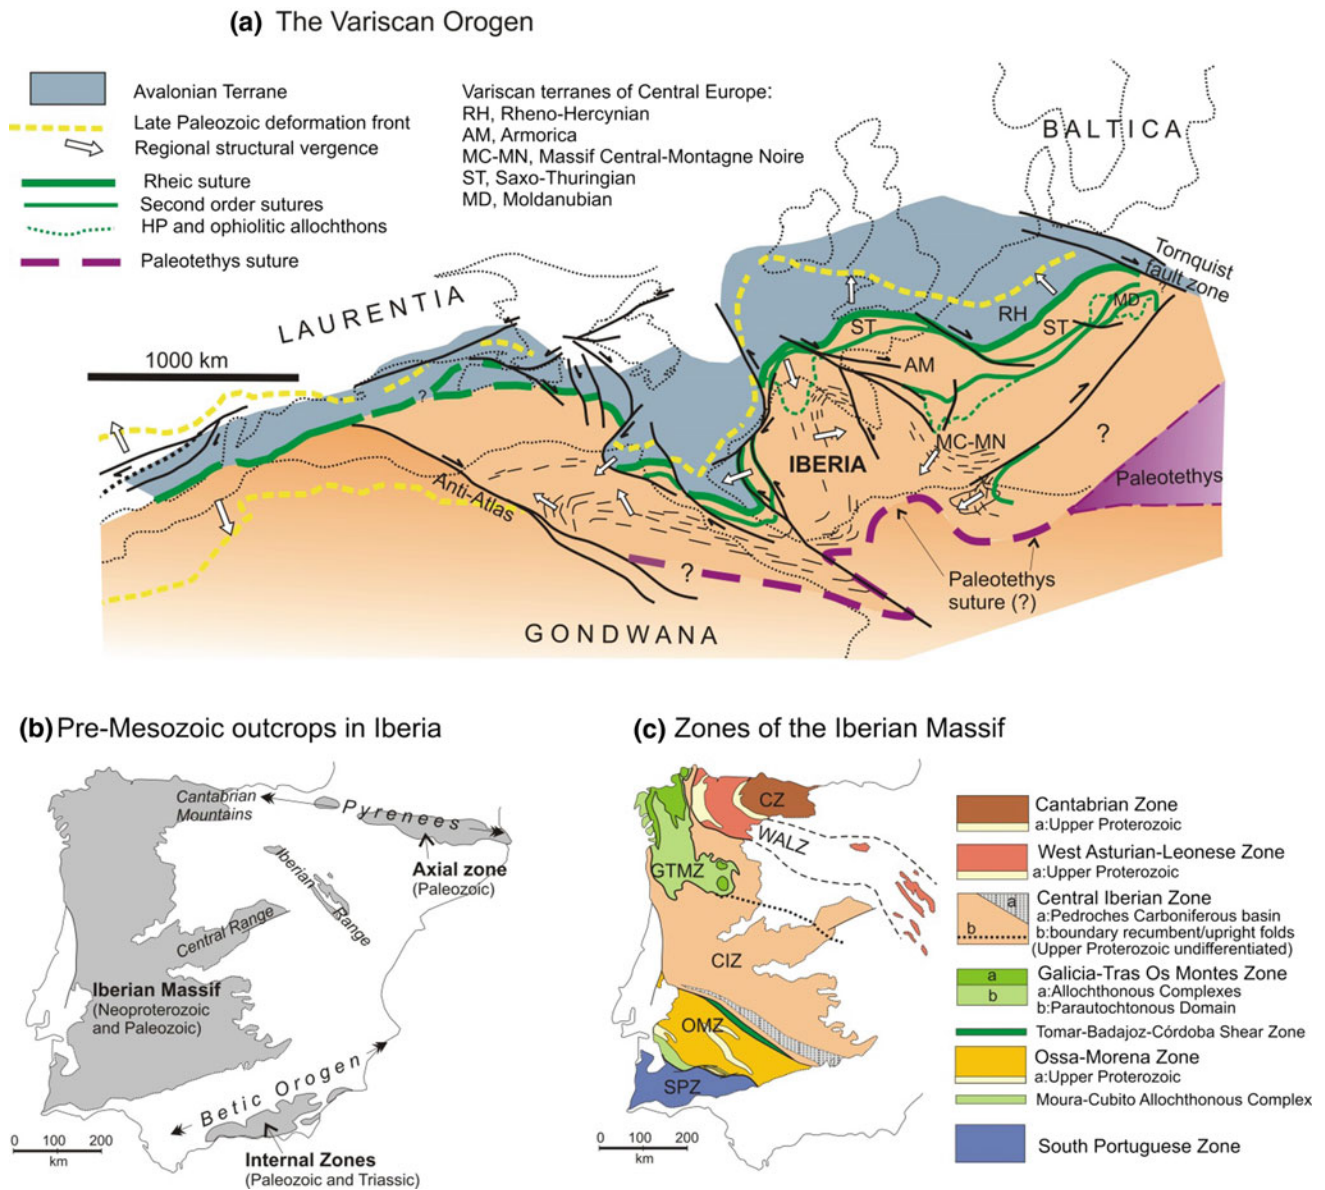 (a) The Variscan Orogen
Avalonian Terrane
Late Paleozoic deformation front
Regional structural vergence
Rheic suture
Second order sutures
HP and ophiolitic allochthons
Paleotethys suture
Variscan terranes of Central Europe:
RH, Rheno-Hercynian
AM, Armorica
MC-MN, Massif Central-Montagne Noire
ST, Saxo-Thuringian
MD, Moldanubian
BALTICA
Tornquist
fault zone
LAURENTIA
1000 km
MD
RH
ST
ST
AM
?
MC-MN
?
IBERIA
Paleotethys
Anti-Atlas
?
Paleotethys
suture (?)
GONDWANA
(b) Pre-Mesozoic outcrops in Iberia
Cantabrian
Mountains
Pyrenees
Axial zone
(Paleozoic)
Iberian
Range
Central Range
Iberian Massif
(Neoproterozoic
and Paleozoic)
Betic Orogen
0 100 200
km
Internal Zones
(Paleozoic and Triassic)
(c) Zones of the Iberian Massif
CZ
WALZ
GTMZ
CIZ
OMZ
SPZ
0 100 200
km
Cantabrian Zone
a:Upper Proterozoic
West Asturian-Leonese Zone
a:Upper Proterozoic
a
b
Central Iberian Zone
a:Pedroches Carboniferous basin
b:boundary recumbent/upright folds
(Upper Proterozoic undifferentiated)
a
b
Galicia-Tras Os Montes Zone
a:Allochthonous Complexes
b:Parautochtonous Domain
Tomar-Badajoz-Córdoba Shear Zone
Ossa-Morena Zone
a:Upper Proterozoic
Moura-Cubito Allochthonous Complex
South Portuguese Zone